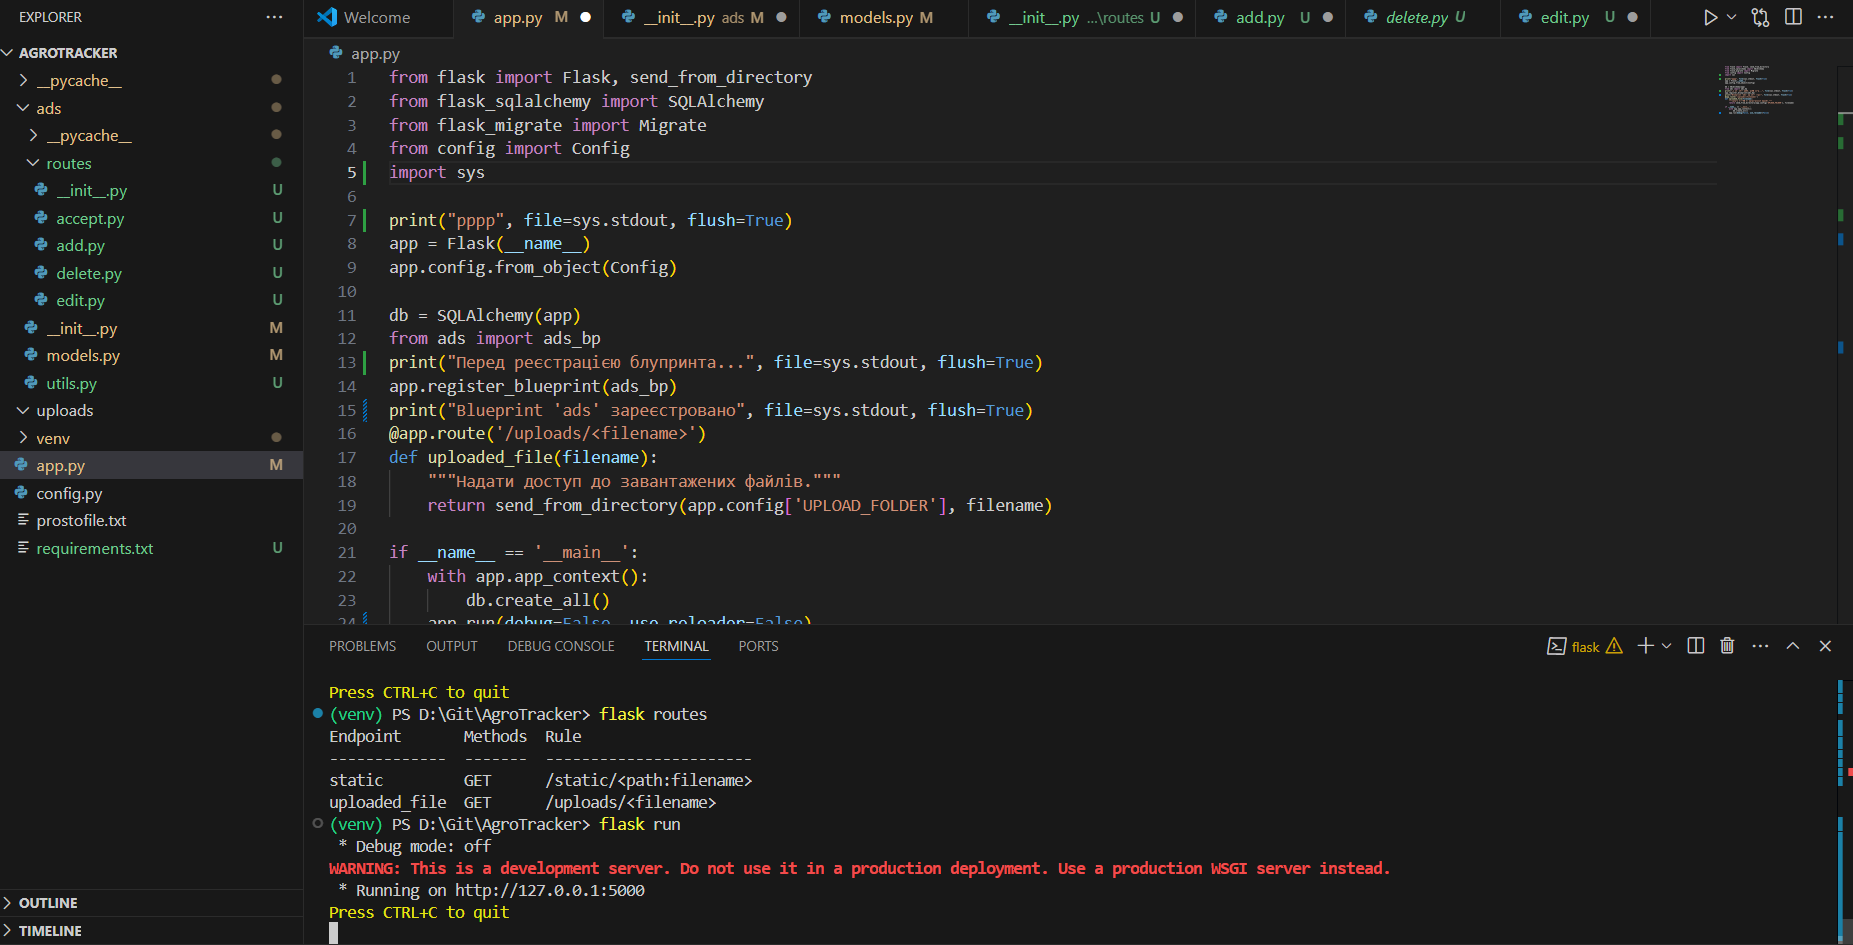 EXPLORER
AGROTRACKER
__pycache__
ads
__pycache__
routes
__init__.py U
accept.py U
add.py U
delete.py U
edit.py U
__init__.py M
models.py M
utils.py U
uploads
venv
app.py M
config.py
prostofile.txt
requirements.txt U
OUTLINE
TIMELINE
Welcome
app.py M
__init__.py ads M
models.py M
__init__.py ...\routes U
add.py U
delete.py U
edit.py U
app.py
1 from flask import Flask, send_from_directory
2 from flask_sqlalchemy import SQLAlchemy
3 from flask_migrate import Migrate
4 from config import Config
5 import sys
6
7 print("pppp", file=sys.stdout, flush=True)
8 app = Flask(__name__)
9 app.config.from_object(Config)
10
11 db = SQLAlchemy(app)
12 from ads import ads_bp
13 print("Перед реєстрацією блупринта...", file=sys.stdout, flush=True)
14 app.register_blueprint(ads_bp)
15 print("Blueprint 'ads' зареєстровано", file=sys.stdout, flush=True)
16 @app.route('/uploads/<filename>')
17 def uploaded_file(filename):
18 """Надати доступ до завантажених файлів."""
19 return send_from_directory(app.config['UPLOAD_FOLDER'], filename)
20
21 if __name__ == '__main__':
22 with app.app_context():
23 db.create_all()
24 app.run(debug=False, use_reloader=False)
PROBLEMS OUTPUT DEBUG CONSOLE TERMINAL PORTS
flask
Press CTRL+C to quit
(venv) PS D:\Git\AgroTracker> flask routes
Endpoint Methods Rule
------------- ------- -----------------------
static GET /static/<path:filename>
uploaded_file GET /uploads/<filename>
(venv) PS D:\Git\AgroTracker> flask run
* Debug mode: off
WARNING: This is a development server. Do not use it in a production deployment. Use a production WSGI server instead.
* Running on http://127.0.0.1:5000
Press CTRL+C to quit